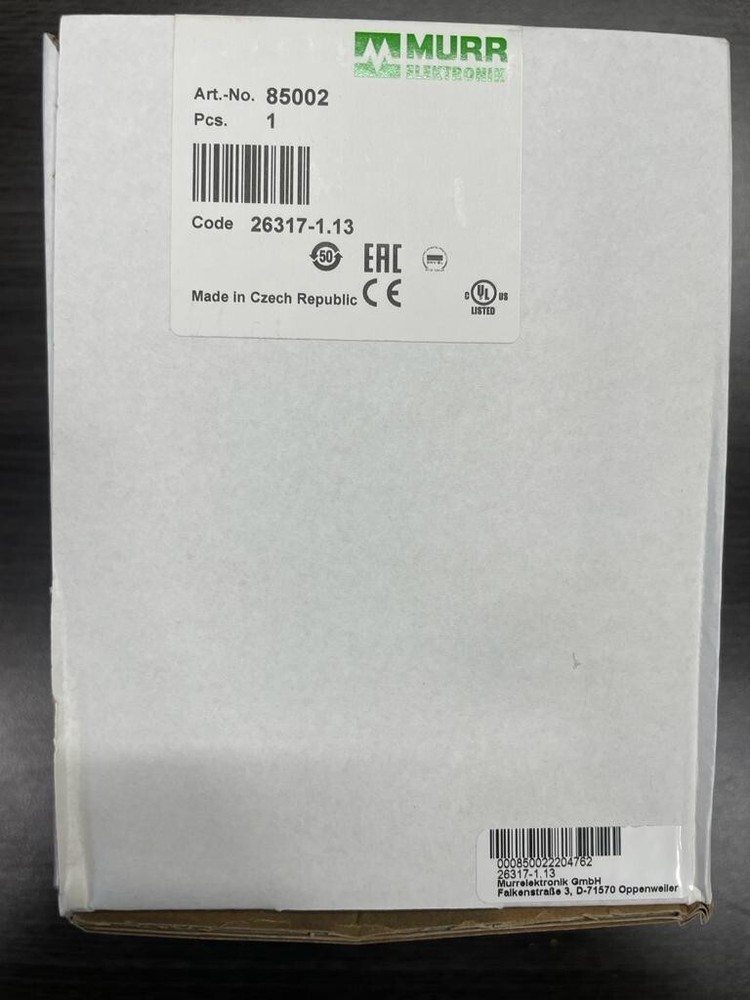 MURR
ELEKTRONIK
Art.-No. 85002
Pcs. 1
Code 26317-1.13
50
EAC
Made in Czech Republic CE
C UL US
LISTED
000850022204762
26317-1.13
Murrelektronik GmbH
Falkenstraße 3, D-71570 Oppenweiler